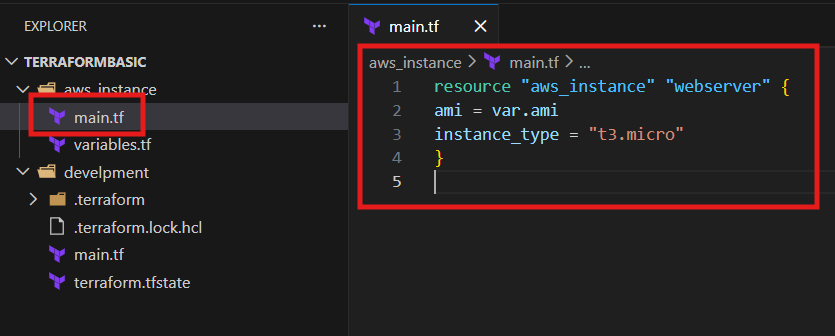 EXPLORER
TERRAFORMBASIC
aws_instance
main.tf
variables.tf
develpment
.terraform
.terraform.lock.hcl
main.tf
terraform.tfstate
main.tf
aws_instance > main.tf > ...
1 resource "aws_instance" "webserver" {
2 ami = var.ami
3 instance_type = "t3.micro"
4 }
5